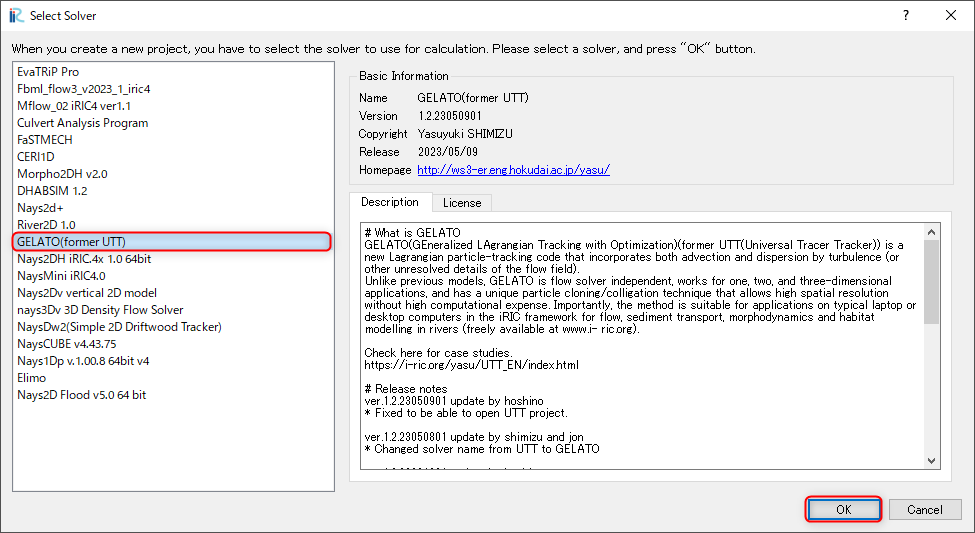 Select Solver
When you create a new project, you have to select the solver to use for calculation. Please select a solver, and press "OK" button.
EvaTRiP Pro
Fbml_flow3_v2023_1_iric4
Mflow_02 iRIC4 ver1.1
Culvert Analysis Program
FaSTMECH
CERI1D
Morpho2DH v2.0
DHABSIM 1.2
Nays2d+
River2D 1.0
GELATO(former UTT)
Nays2DH iRIC.4x 1.0 64bit
NaysMini iRIC4.0
Nays2Dv vertical 2D model
nays3Dv 3D Density Flow Solver
NaysDw2(Simple 2D Driftwood Tracker)
NaysCUBE v4.43.75
Nays1Dp v.1.00.8 64bit v4
Elimo
Nays2D Flood v5.0 64 bit
Basic Information
Name GELATO(former UTT)
Version 1.2.23050901
Copyright Yasuyuki SHIMIZU
Release 2023/05/09
Homepage http://ws3-er.eng.hokudai.ac.jp/yasu/
Description License
# What is GELATO
GELATO(GEneralized LAgrangian Tracking with Optimization)(former UTT(Universal Tracer Tracker)) is a
new Lagrangian particle-tracking code that incorporates both advection and dispersion by turbulence (or
other unresolved details of the flow field).
Unlike previous models, GELATO is flow solver independent, works for one, two, and three-dimensional
applications, and has a unique particle cloning/colligation technique that allows high spatial resolution
without high computational expense. Importantly, the method is suitable for applications on typical laptop or
desktop computers in the iRIC framework for flow, sediment transport, morphodynamics and habitat
modelling in rivers (freely available at www.i- ric.org).
Check here for case studies.
https://i-ric.org/yasu/UTT_EN/index.html
# Release notes
ver.1.2.23050901 update by hoshino
* Fixed to be able to open UTT project.
ver.1.2.23050801 update by shimizu and jon
* Changed solver name from UTT to GELATO
OK Cancel